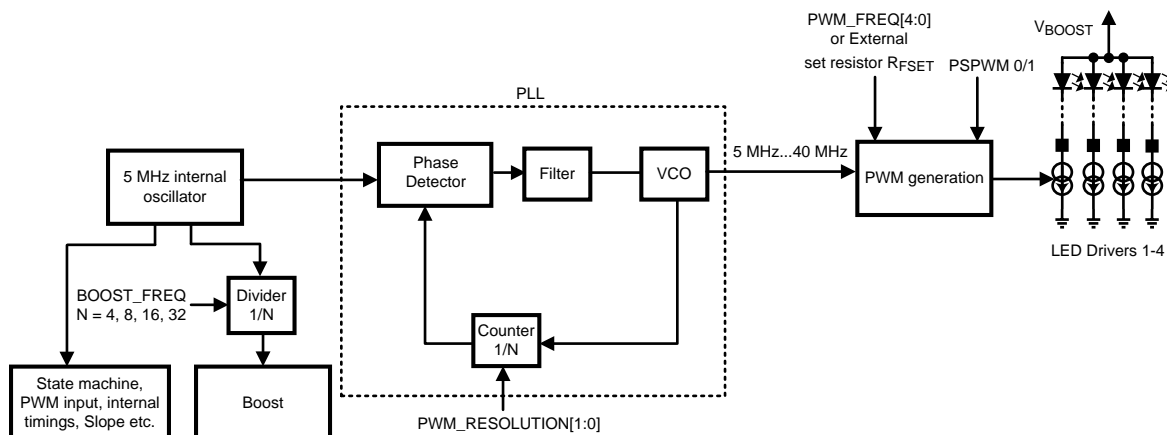 PWM_FREQ[4:0]
or External
set resistor RFSET
PSPWM 0/1
VBOOST
PLL
5 MHz internal
oscillator
Phase
Detector
Filter
VCO
5 MHz...40 MHz
PWM generation
LED Drivers 1-4
BOOST_FREQ
N = 4, 8, 16, 32
Divider
1/N
Counter
1/N
State machine,
PWM input, internal
timings, Slope etc.
Boost
PWM_RESOLUTION[1:0]